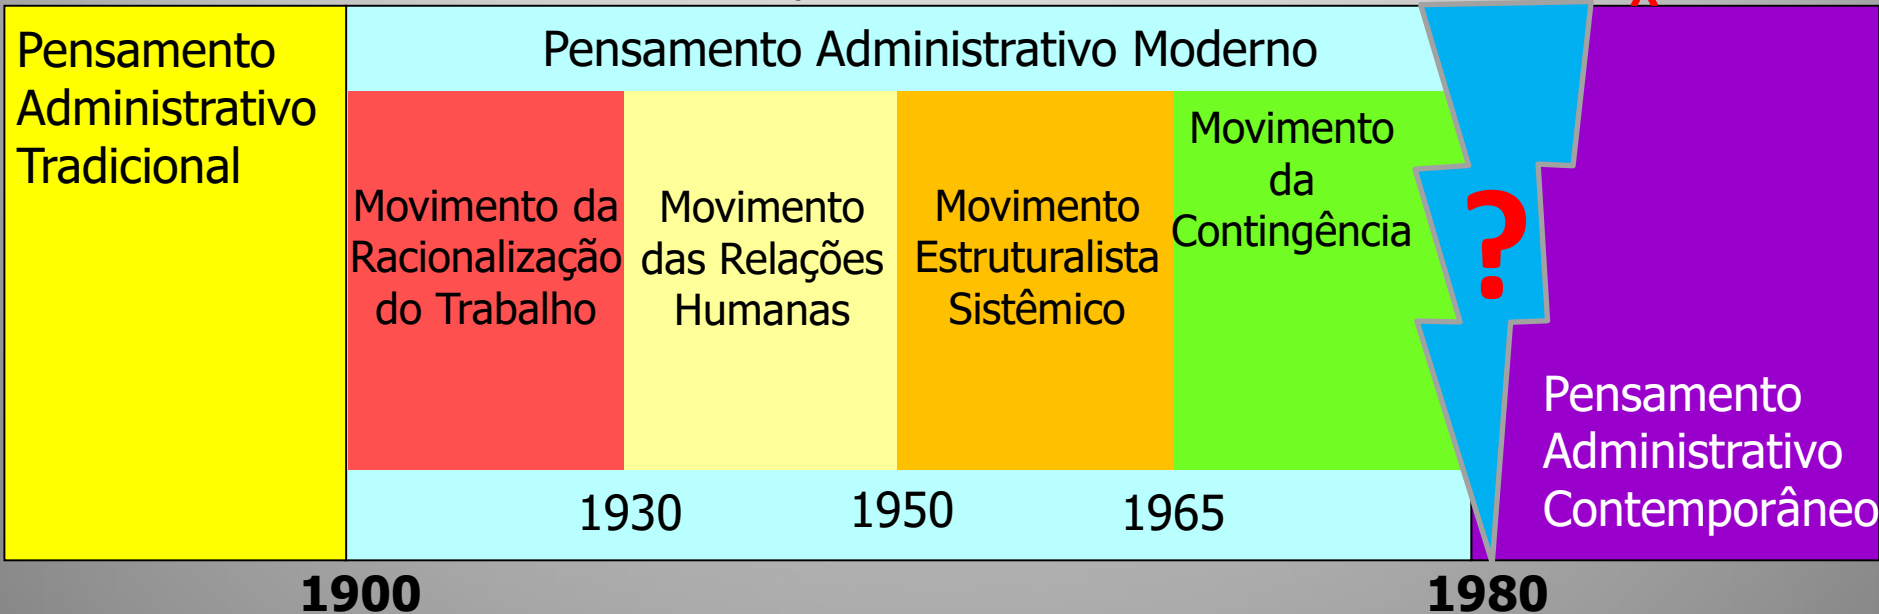 Pensamento
Administrativo
Tradicional
Pensamento Administrativo Moderno
Movimento da
Racionalização
do Trabalho
Movimento
das Relações
Humanas
Movimento
Estruturalista
Sistêmico
Movimento
da
Contingência
?
Pensamento
Administrativo
Contemporâneo
1930
1950
1965
1900
1980